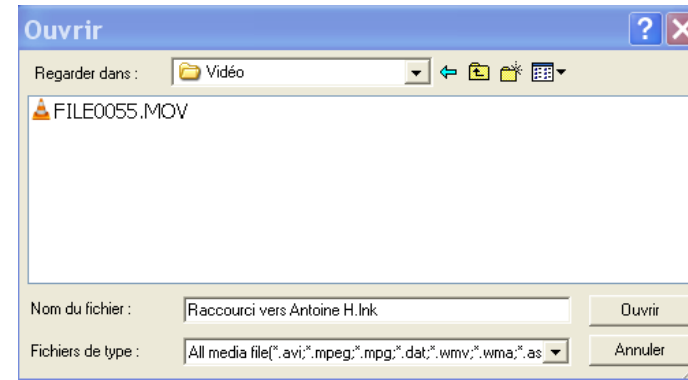 Ouvrir
Regarder dans :
Vidéo
FILE0055.MOV
Nom du fichier :
Raccourci vers Antoine H.lnk
Ouvrir
Fichiers de type :
All media file(*.avi;*.mpeg;*.mpg;*.dat;*.wmv;*.wma;*.as
Annuler